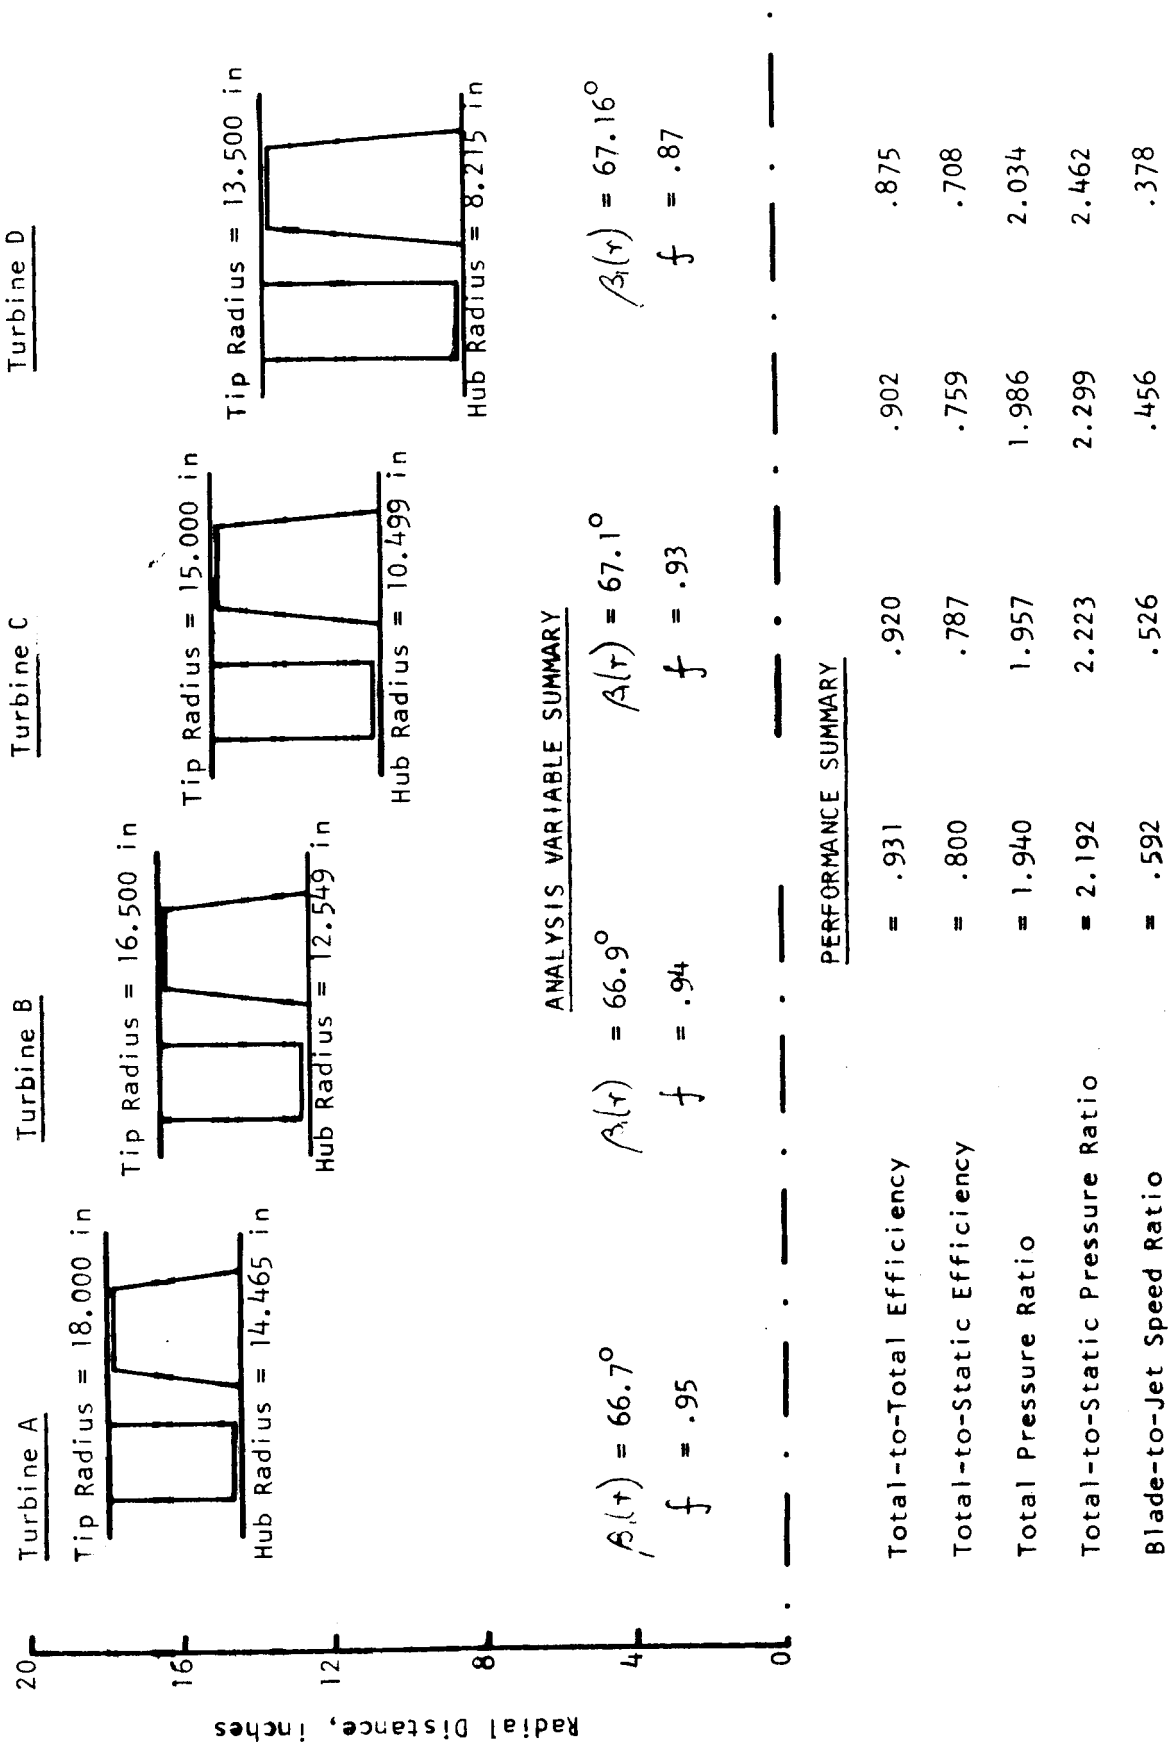 Turbine A
Turbine B
Turbine C
Turbine D
Tip Radius = 18.000 in
Hub Radius = 14.465 in
Tip Radius = 16.500 in
Hub Radius = 12.549 in
Tip Radius = 15.000 in
Hub Radius = 10.499 in
Tip Radius = 13.500 in
Hub Radius = 8.215 in
20
16
12
8
4
0
Radial Distance, inches
ANALYSIS VARIABLE SUMMARY
β₁(r) = 66.7° β₁(r) = 66.9° β₁(r) = 67.1° β₁(r) = 67.16°
f = .95 f = .94 f = .93 f = .87
PERFORMANCE SUMMARY
Total-to-Total Efficiency = .931 .920 .902 .875
Total-to-Static Efficiency = .800 .787 .759 .708
Total Pressure Ratio = 1.940 1.957 1.986 2.034
Total-to-Static Pressure Ratio = 2.192 2.223 2.299 2.462
Blade-to-Jet Speed Ratio = .592 .526 .456 .378